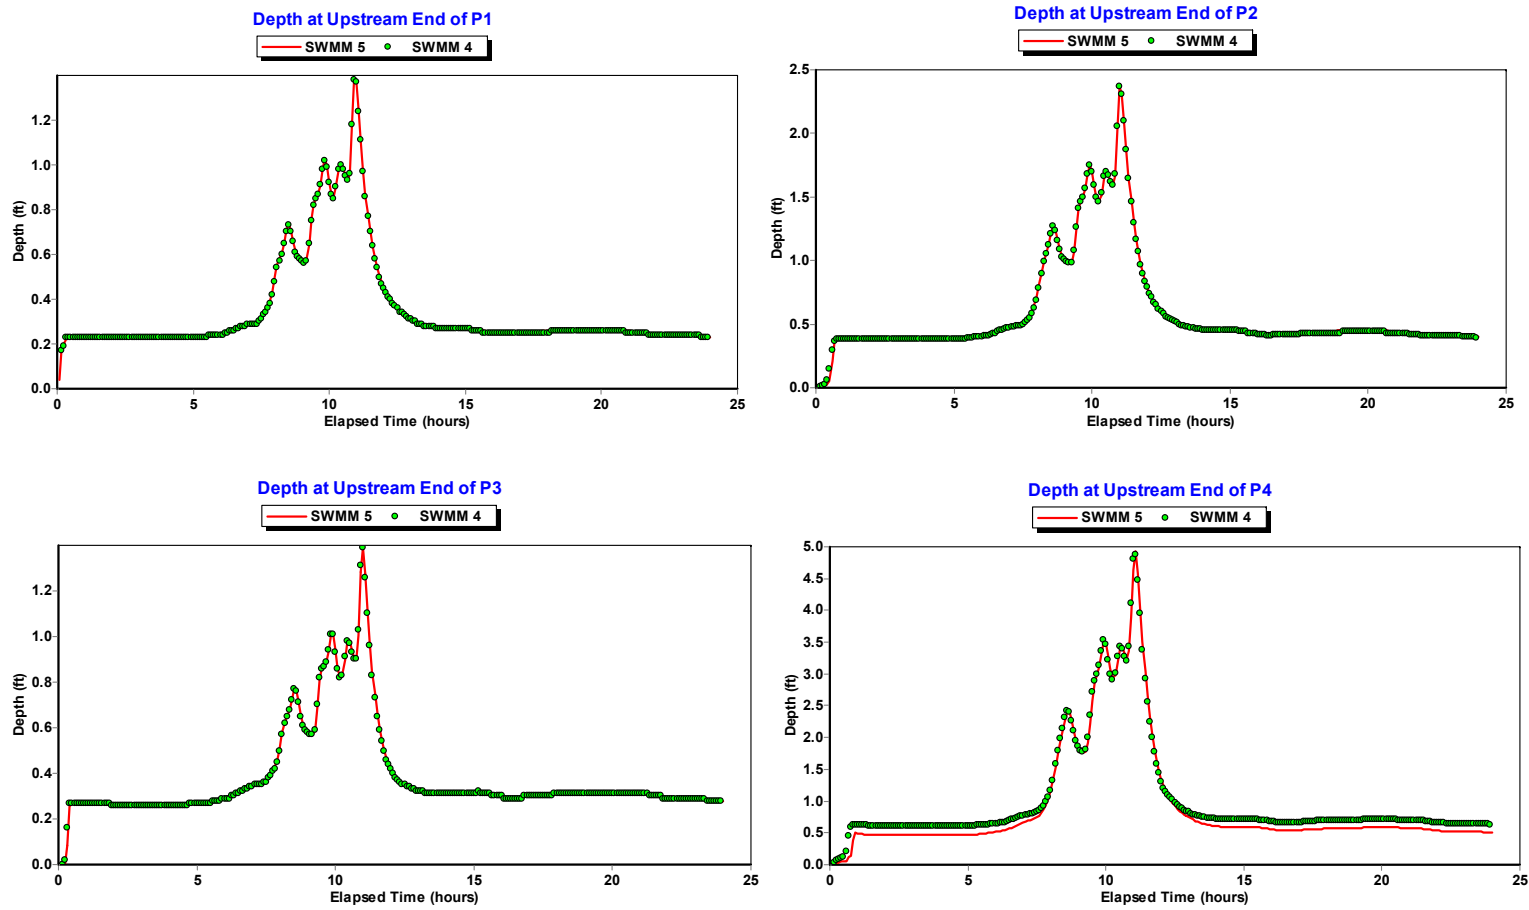 Depth at Upstream End of P1
SWMM 5 SWMM 4
Depth (ft)
1.2
1.0
0.8
0.6
0.4
0.2
0.0
0 5 10 15 20 25
Elapsed Time (hours)
Depth at Upstream End of P2
SWMM 5 SWMM 4
Depth (ft)
2.5
2.0
1.5
1.0
0.5
0.0
0 5 10 15 20 25
Elapsed Time (hours)
Depth at Upstream End of P3
SWMM 5 SWMM 4
Depth (ft)
1.2
1.0
0.8
0.6
0.4
0.2
0.0
0 5 10 15 20 25
Elapsed Time (hours)
Depth at Upstream End of P4
SWMM 5 SWMM 4
Depth (ft)
5.0
4.5
4.0
3.5
3.0
2.5
2.0
1.5
1.0
0.5
0.0
0 5 10 15 20 25
Elapsed Time (hours)